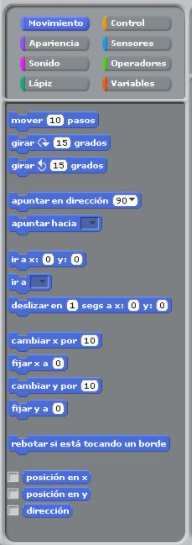 Movimiento Control
Apariencia Sensores
Sonido Operadores
Lápiz Variables
mover 10 pasos
girar 15 grados
girar 15 grados
apuntar en dirección 90
apuntar hacia
ir a x: 0 y: 0
ir a
deslizar en 1 segs a x: 0 y: 0
cambiar x por 10
fijar x a 0
cambiar y por 10
fijar y a 0
rebotar si está tocando un borde
posición en x
posición en y
dirección